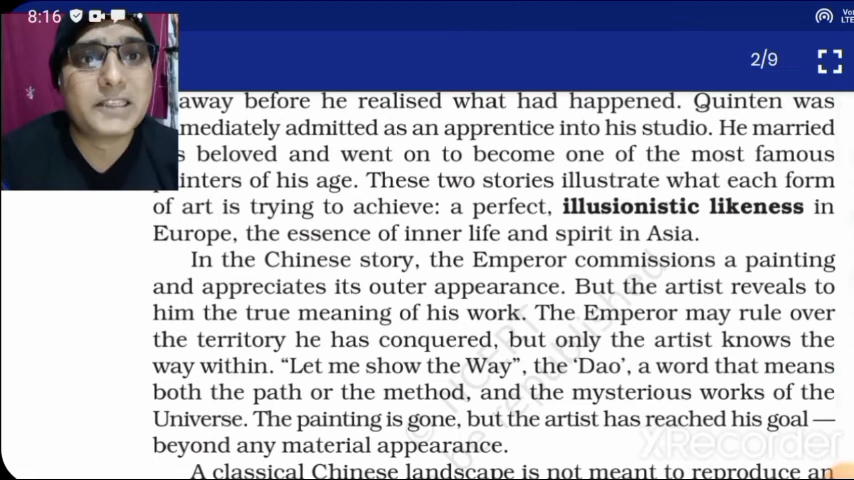 8:16
Vo
LTE
2/9
away before he realised what had happened. Quinten was
mediately admitted as an apprentice into his studio. He married
beloved and went on to become one of the most famous
inters of his age. These two stories illustrate what each form
of art is trying to achieve: a perfect, illusionistic likeness in
Europe, the essence of inner life and spirit in Asia.
In the Chinese story, the Emperor commissions a painting
and appreciates its outer appearance. But the artist reveals to
him the true meaning of his work. The Emperor may rule over
the territory he has conquered, but only the artist knows the
way within. “Let me show the Way”, the ‘Dao’, a word that means
both the path or the method, and the mysterious works of the
Universe. The painting is gone, but the artist has reached his goal —
beyond any material appearance.
A classical Chinese landscape is not meant to reproduce an
© NCERT
be republished
XRecorder